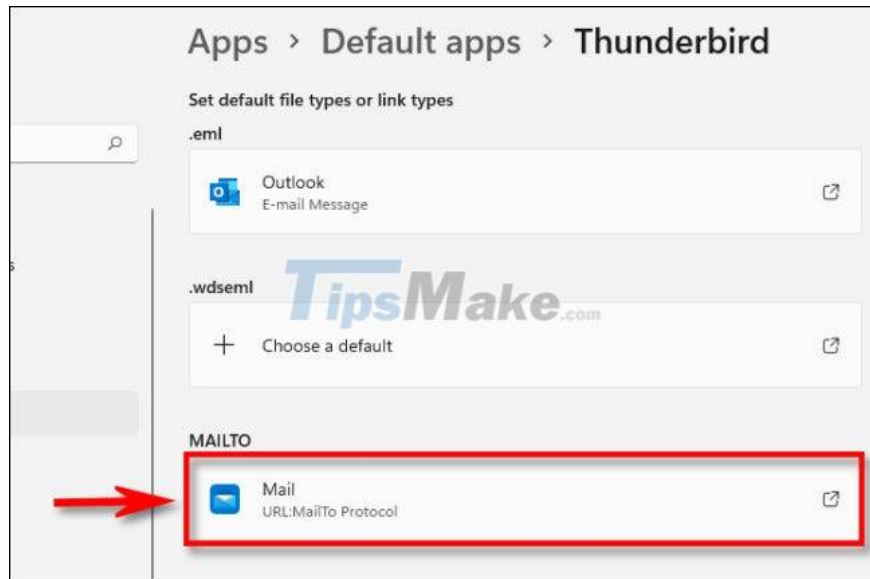 Apps > Default apps > Thunderbird
Set default file types or link types
.eml
Outlook
E-mail Message
s
.wdseml
TipsMake.com
Choose a default
MAILTO
Mail
URL:MailTo Protocol